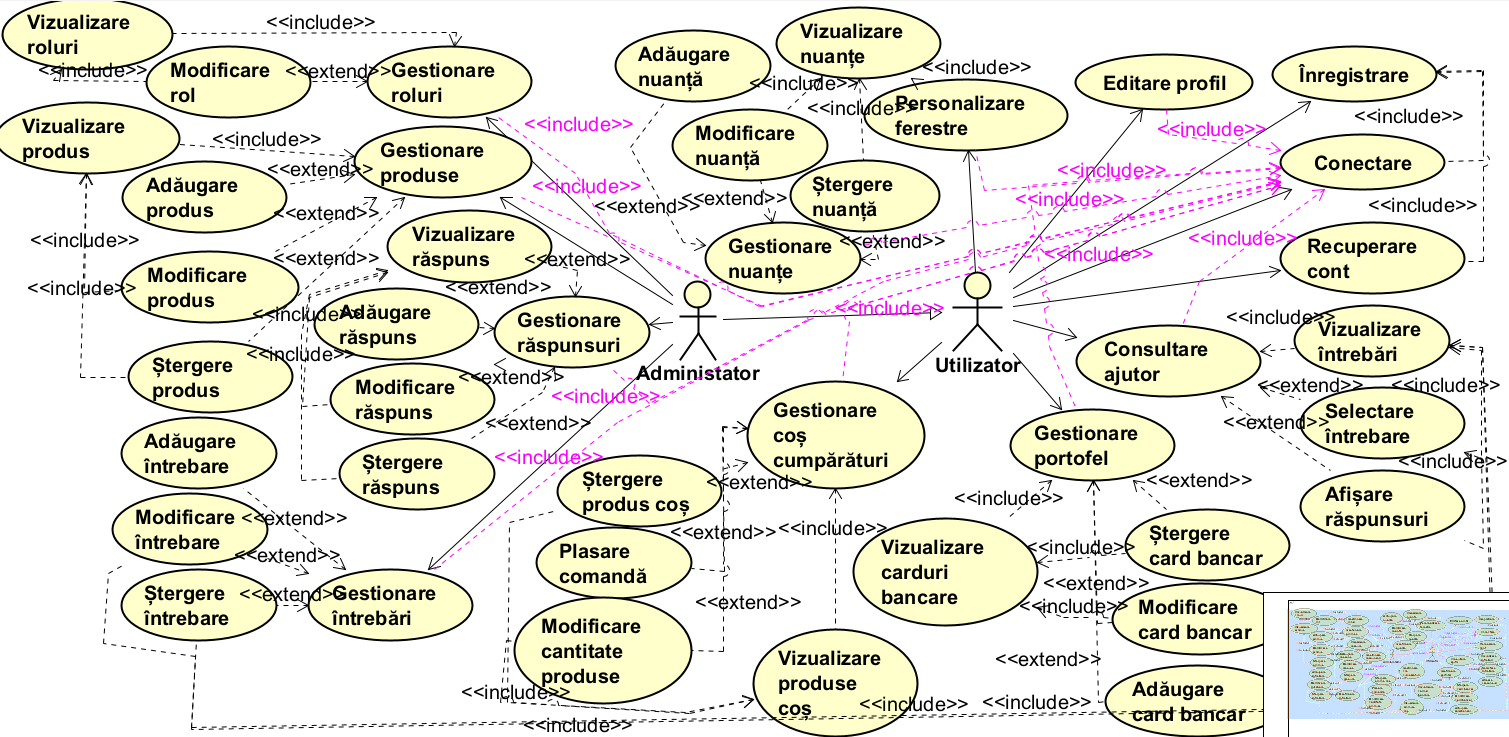 Vizualizare
roluri
<<include>>
<<include>>
Modificare
rol
<<extend>>
Gestionare
roluri
Vizualizare
produs
<<include>>
Gestionare
produse
<<extend>>
Adăugare
produs
<<extend>>
<<include>>
<<extend>>
Modificare
produs
<<include>>
Vizualizare
răspuns
<<extend>>
<<extend>>
<<include>>
Adăugare
răspuns
Gestionare
răspunsuri
Ștergere
produs
<<include>>
Modificare
răspuns
<<extend>>
<<extend>>
Ștergere
răspuns
Adăugare
întrebare
Modificare
întrebare
<<extend>>
<<extend>>
Ștergere
întrebare
<<extend>>
Gestionare
întrebări
Adăugare
nuanță
Vizualizare
nuanțe
<<include>>
<<include>>
<<include>>
Personalizare
ferestre
<<include>>
Modificare
nuanță
<<include>>
<<extend>>
<<extend>>
Ștergere
nuanță
Gestionare
nuanțe
<<extend>>
Editare profil
<<include>>
Înregistrare
<<include>>
Conectare
<<include>>
<<include>>
<<include>>
<<include>>
<<include>>
Recuperare
cont
<<include>>
Administator
Utilizator
<<include>>
<<include>>
Consultare
ajutor
<<include>>
Vizualizare
întrebări
<<extend>>
<<include>>
Selectare
întrebare
<<extend>>
<<include>>
Afișare
răspunsuri
Gestionare
coș
cumpărături
Ștergere
produs coș
<<extend>>
<<extend>>
<<include>>
Plasare
comandă
<<extend>>
Modificare
cantitate
produse
<<include>>
<<include>>
Vizualizare
produse
coș
<<include>>
<<include>>
Gestionare
portofel
<<include>>
<<extend>>
Vizualizare
carduri
bancare
<<include>>
Ștergere
card bancar
<<extend>>
<<include>>
Modificare
card bancar
<<extend>>
Adăugare
card bancar